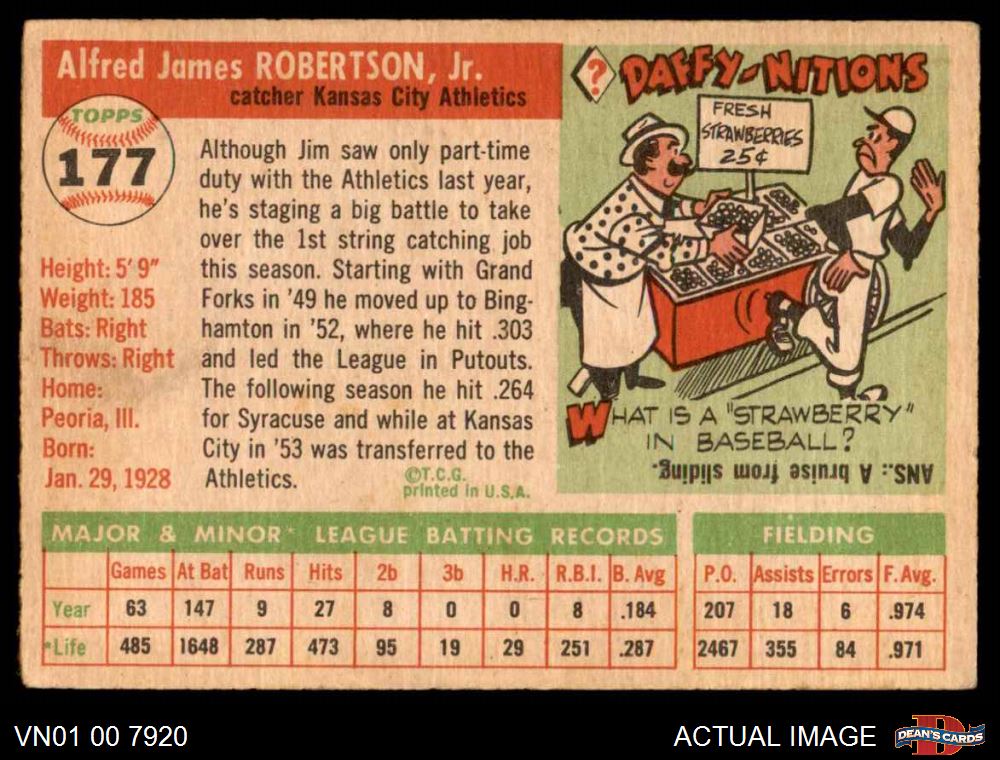 Alfred James ROBERTSON, Jr.
catcher Kansas City Athletics
TOPPS
177
Height: 5' 9"
Weight: 185
Bats: Right
Throws: Right
Home:
Peoria, Ill.
Born:
Jan. 29, 1928
Although Jim saw only part-time
duty with the Athletics last year,
he's staging a big battle to take
over the 1st string catching job
this season. Starting with Grand
Forks in '49 he moved up to Bing-
hamton in '52, where he hit .303
and led the League in Putouts.
The following season he hit .264
for Syracuse and while at Kansas
City in '53 was transferred to the
Athletics.
©T.C.G.
printed in U.S.A.
?
DAFFY-NITIONS
FRESH
STRAWBERRIES
25¢
WHAT IS A "STRAWBERRY"
IN BASEBALL?
ANS.: A bruise from sliding.
MAJOR & MINOR* LEAGUE BATTING RECORDS
FIELDING
Games At Bat Runs Hits 2b 3b H.R. R.B.I. B. Avg P.O. Assists Errors F.Avg.
Year 63 147 9 27 8 0 0 8 .184 207 18 6 .974
*Life 485 1648 287 473 95 19 29 251 .287 2467 355 84 .971
VN01 00 7920
ACTUAL IMAGE
DEAN'S CARDS